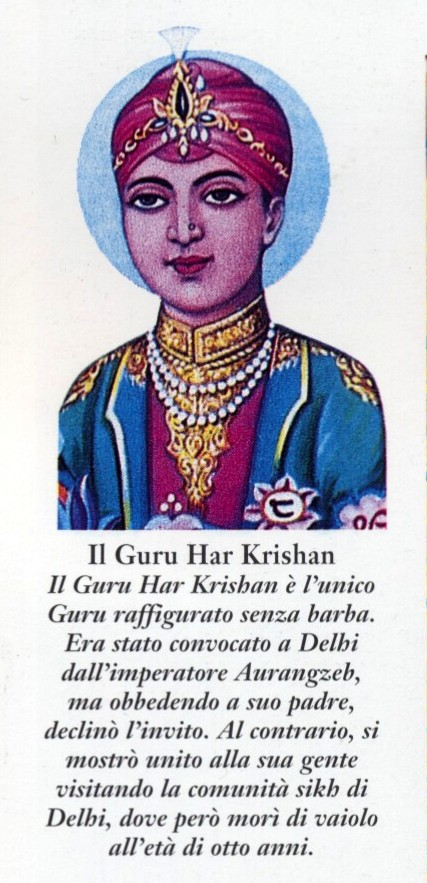 Il Guru Har Krishan
Il Guru Har Krishan è l'unico
Guru raffigurato senza barba.
Era stato convocato a Delhi
dall'imperatore Aurangzeb,
ma obbedendo a suo padre,
declinò l'invito. Al contrario, si
mostrò unito alla sua gente
visitando la comunità sikh di
Delhi, dove però morì di vaiolo
all'età di otto anni.